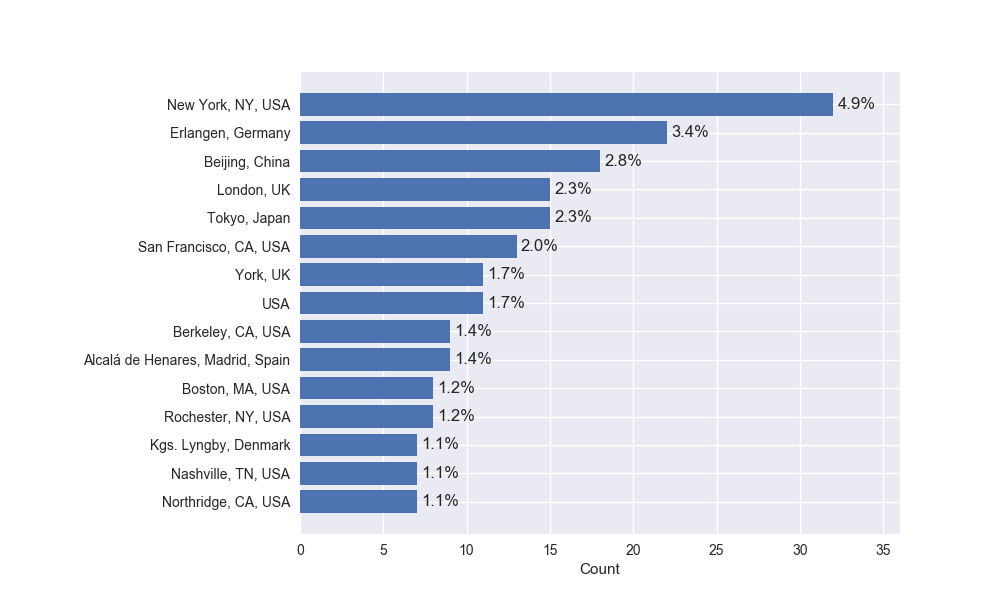 New York, NY, USA 4.9%
Erlangen, Germany 3.4%
Beijing, China 2.8%
London, UK 2.3%
Tokyo, Japan 2.3%
San Francisco, CA, USA 2.0%
York, UK 1.7%
USA 1.7%
Berkeley, CA, USA 1.4%
Alcalá de Henares, Madrid, Spain 1.4%
Boston, MA, USA 1.2%
Rochester, NY, USA 1.2%
Kgs. Lyngby, Denmark 1.1%
Nashville, TN, USA 1.1%
Northridge, CA, USA 1.1%
0 5 10 15 20 25 30 35
Count